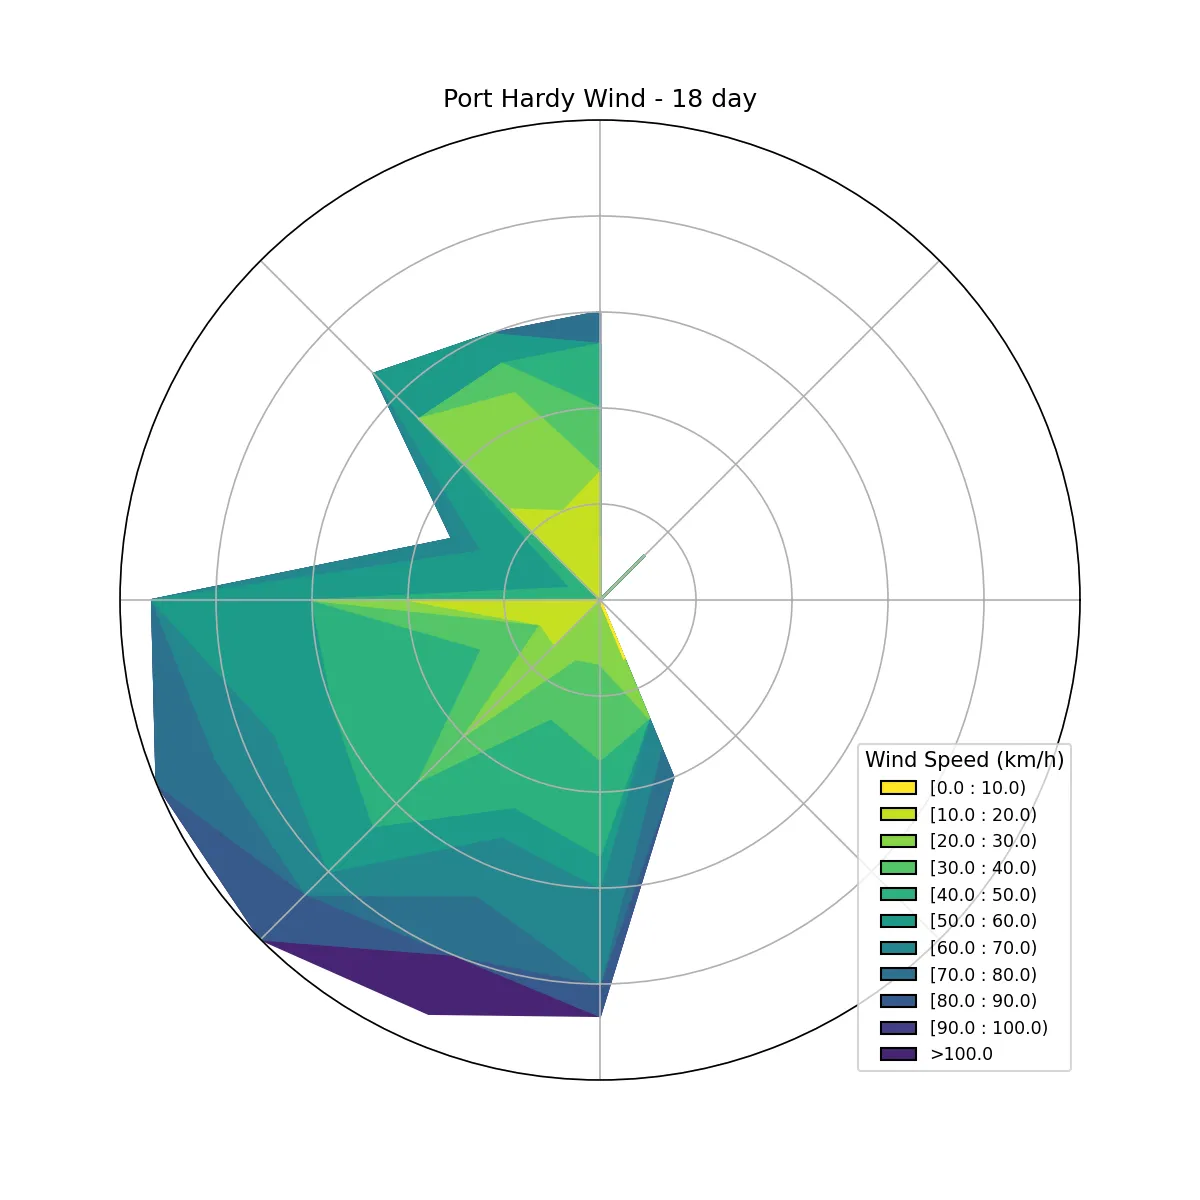 Port Hardy Wind - 18 day
Wind Speed (km/h)
[0.0 : 10.0)
[10.0 : 20.0)
[20.0 : 30.0)
[30.0 : 40.0)
[40.0 : 50.0)
[50.0 : 60.0)
[60.0 : 70.0)
[70.0 : 80.0)
[80.0 : 90.0)
[90.0 : 100.0)
>100.0